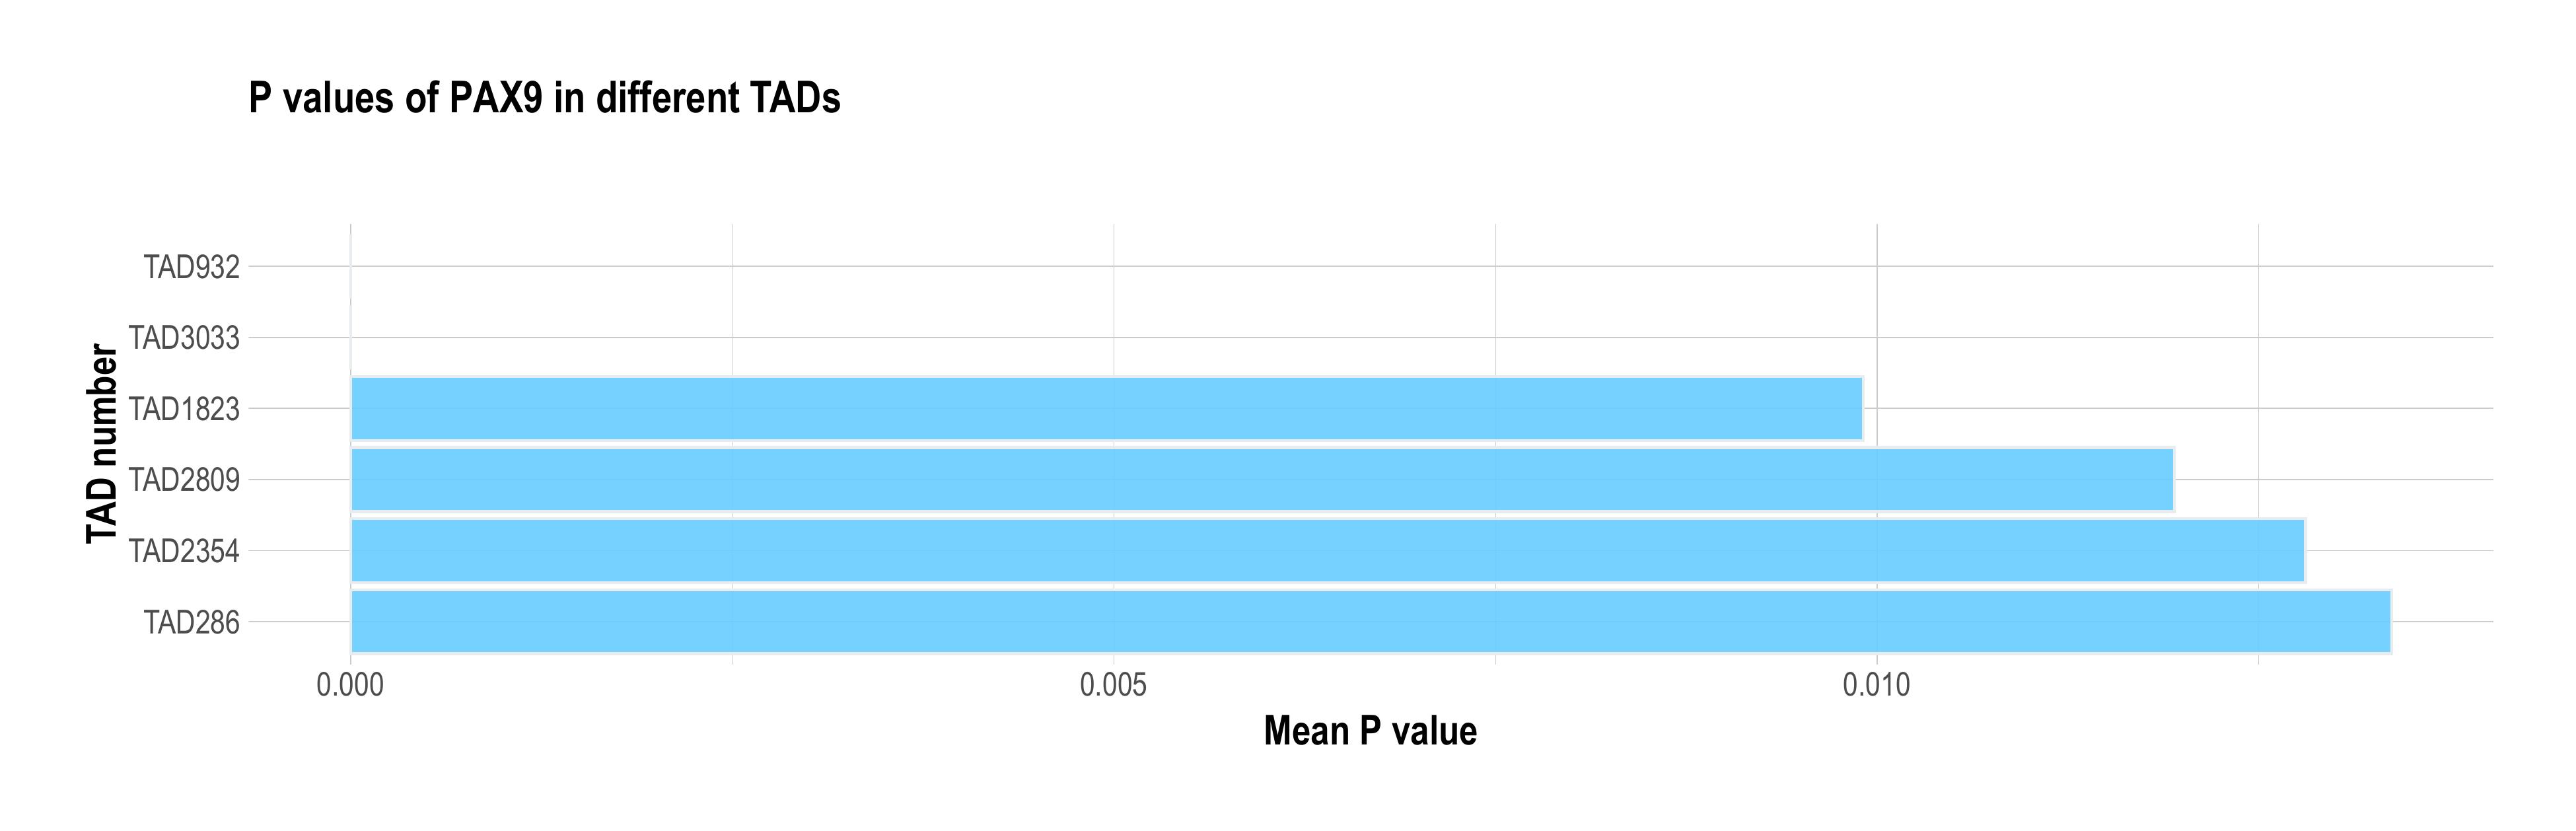 P values of PAX9 in different TADs
TAD number
TAD932
TAD3033
TAD1823
TAD2809
TAD2354
TAD286
0.000
0.005
0.010
Mean P value